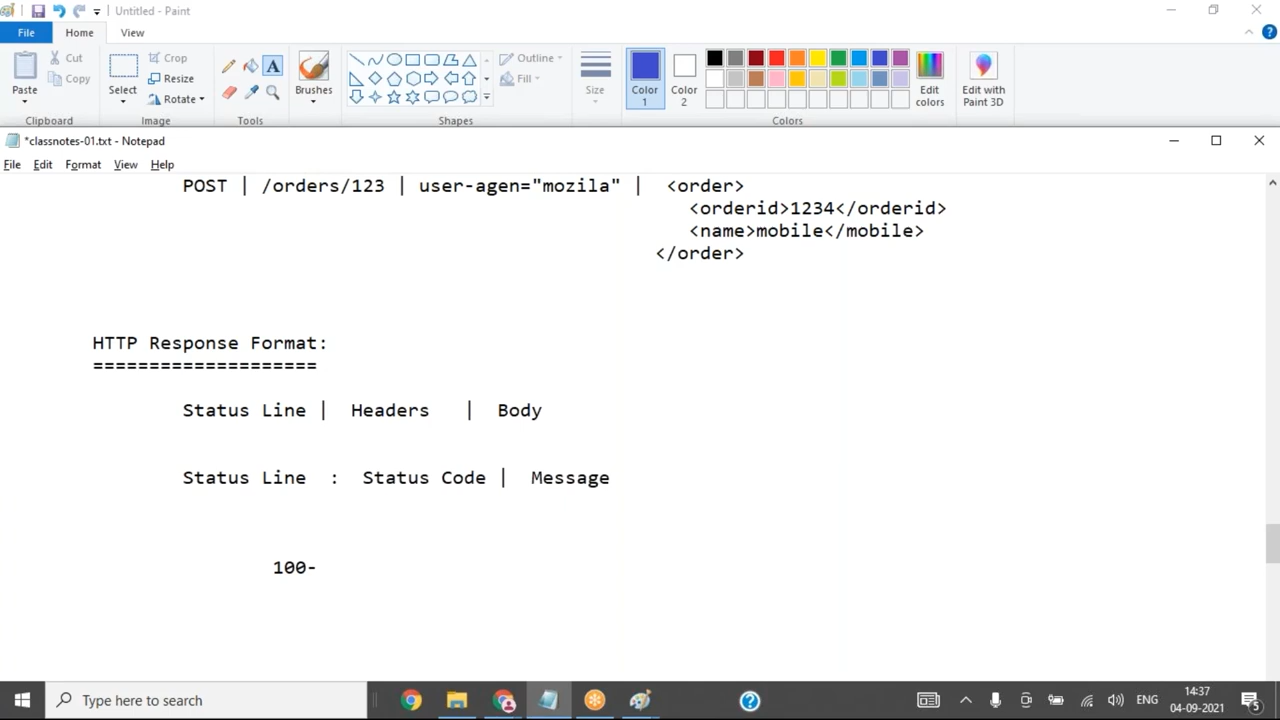 Untitled - Paint
File Home View
Paste
Cut
Copy
Clipboard
Select
Crop
Resize
Rotate
Image
Tools
Brushes
Shapes
Outline
Fill
Size
Color 1
Color 2
Colors
Edit colors
Edit with Paint 3D
*classnotes-01.txt - Notepad
File Edit Format View Help
POST | /orders/123 | user-agen="mozila" | <order>
<orderid>1234</orderid>
<name>mobile</mobile>
</order>
HTTP Response Format:
====================
Status Line | Headers | Body
Status Line : Status Code | Message
100-
Type here to search
ENG
14:37
04-09-2021
5